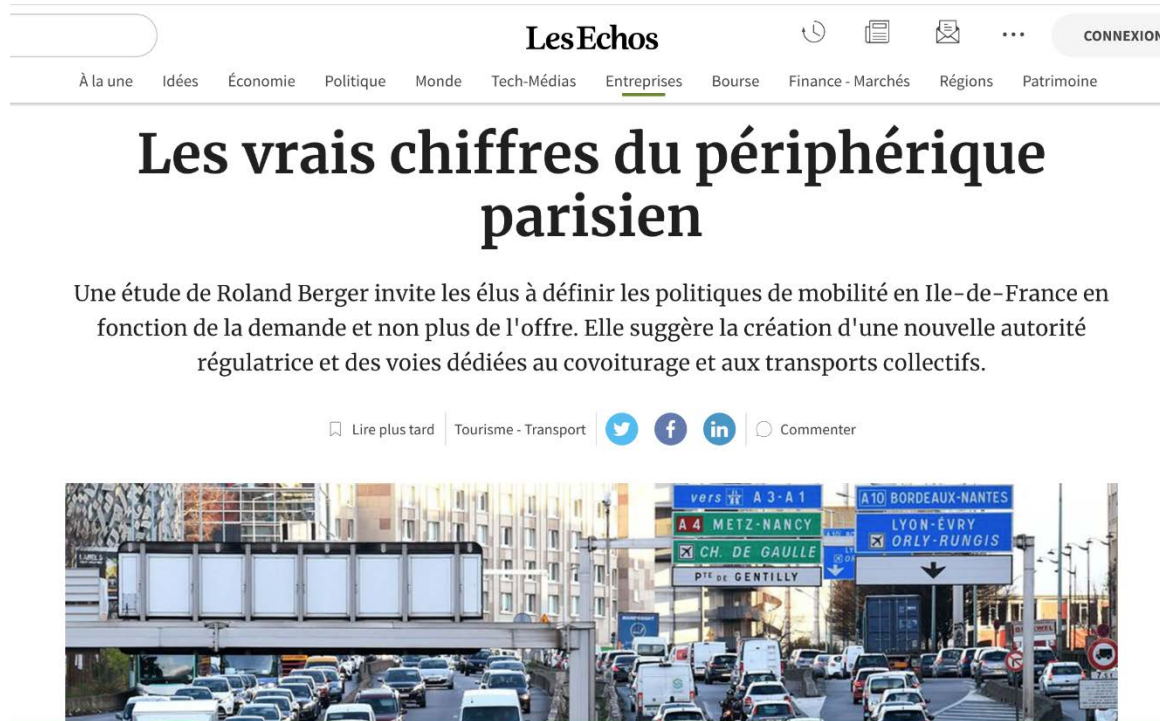 Les Echos
CONNEXION
À la une Idées Économie Politique Monde Tech-Médias Entreprises Bourse Finance - Marchés Régions Patrimoine
Les vrais chiffres du périphérique
parisien
Une étude de Roland Berger invite les élus à définir les politiques de mobilité en Ile-de-France en
fonction de la demande et non plus de l'offre. Elle suggère la création d'une nouvelle autorité
régulatrice et des voies dédiées au covoiturage et aux transports collectifs.
Lire plus tard Tourisme - Transport f in Commenter
vers A 3 - A 1
A 4 METZ-NANCY
CH. DE GAULLE
PTE DE GENTILLY
A10 BORDEAUX-NANTES
LYON-ÉVRY
ORLY-RUNGIS